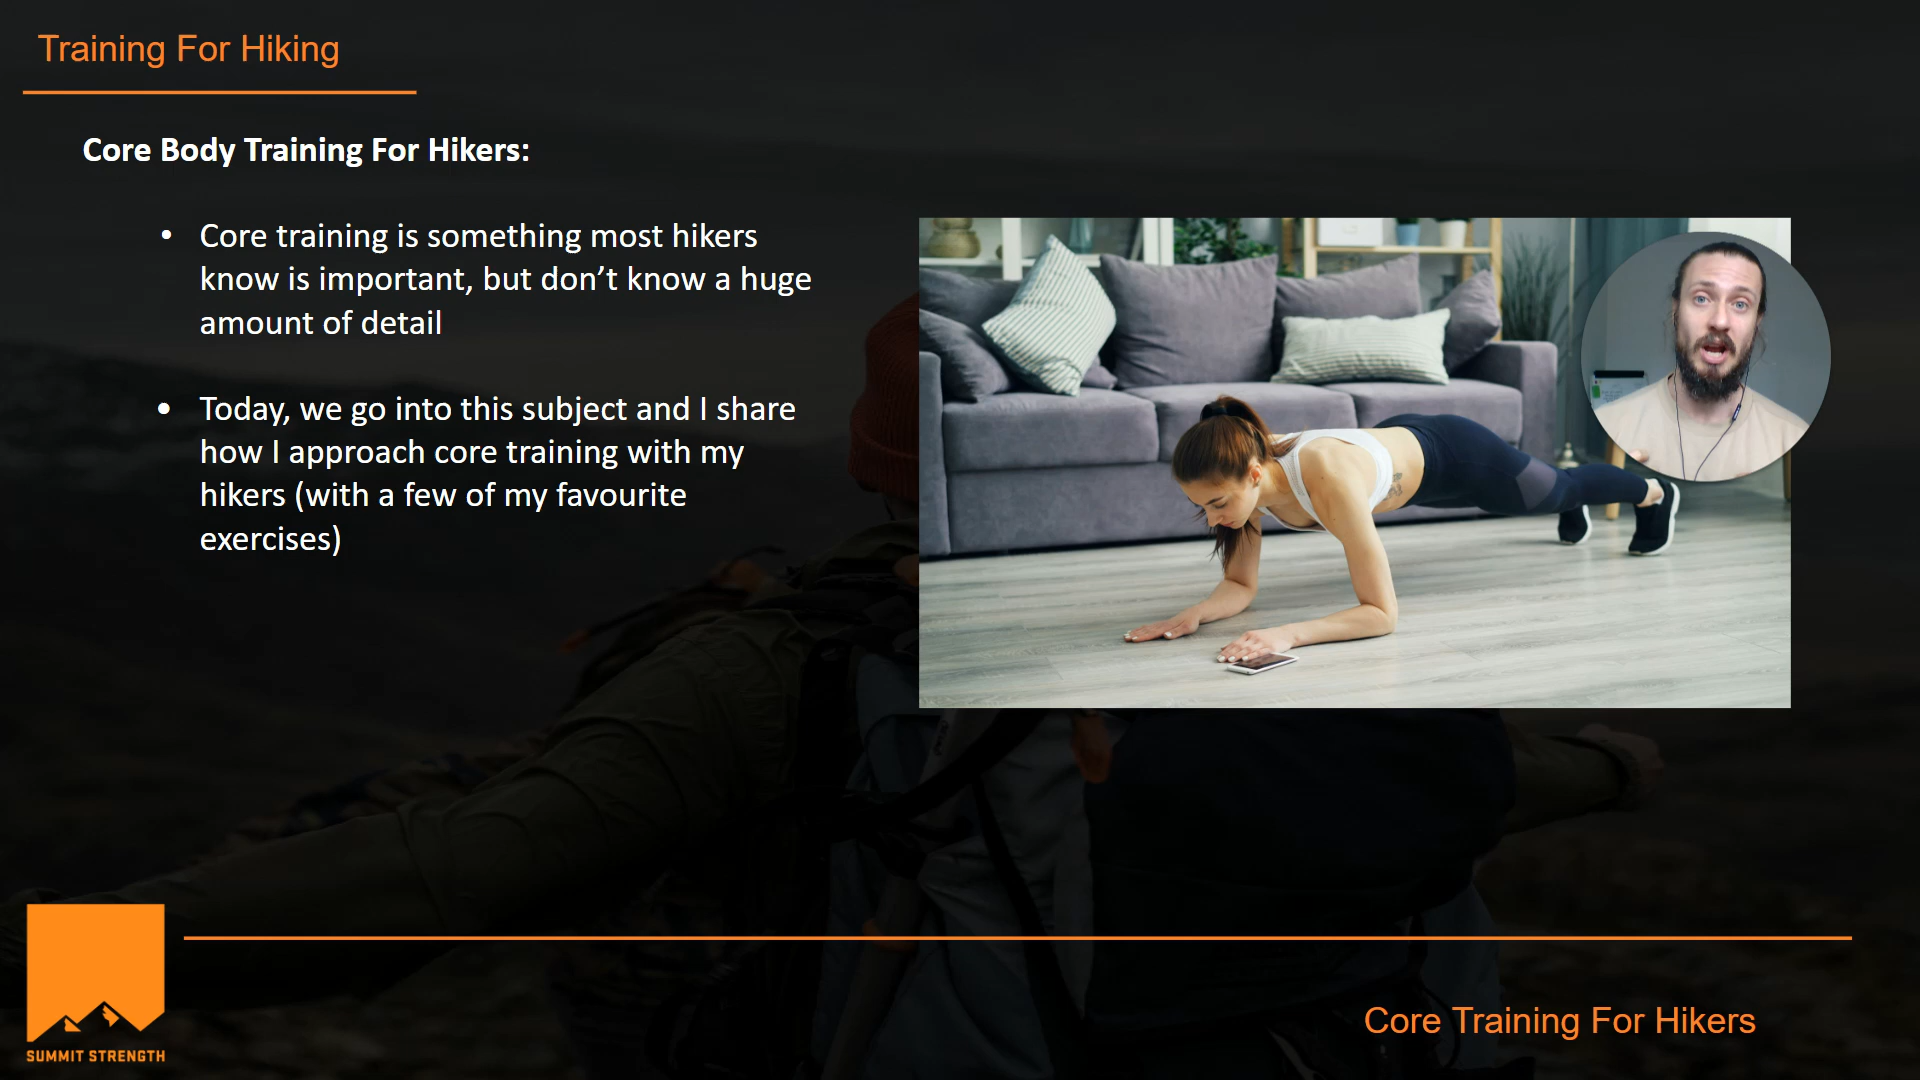 Training For Hiking
Core Body Training For Hikers:
• Core training is something most hikers
know is important, but don’t know a huge
amount of detail
• Today, we go into this subject and I share
how I approach core training with my
hikers (with a few of my favourite
exercises)
SUMMIT STRENGTH
Core Training For Hikers